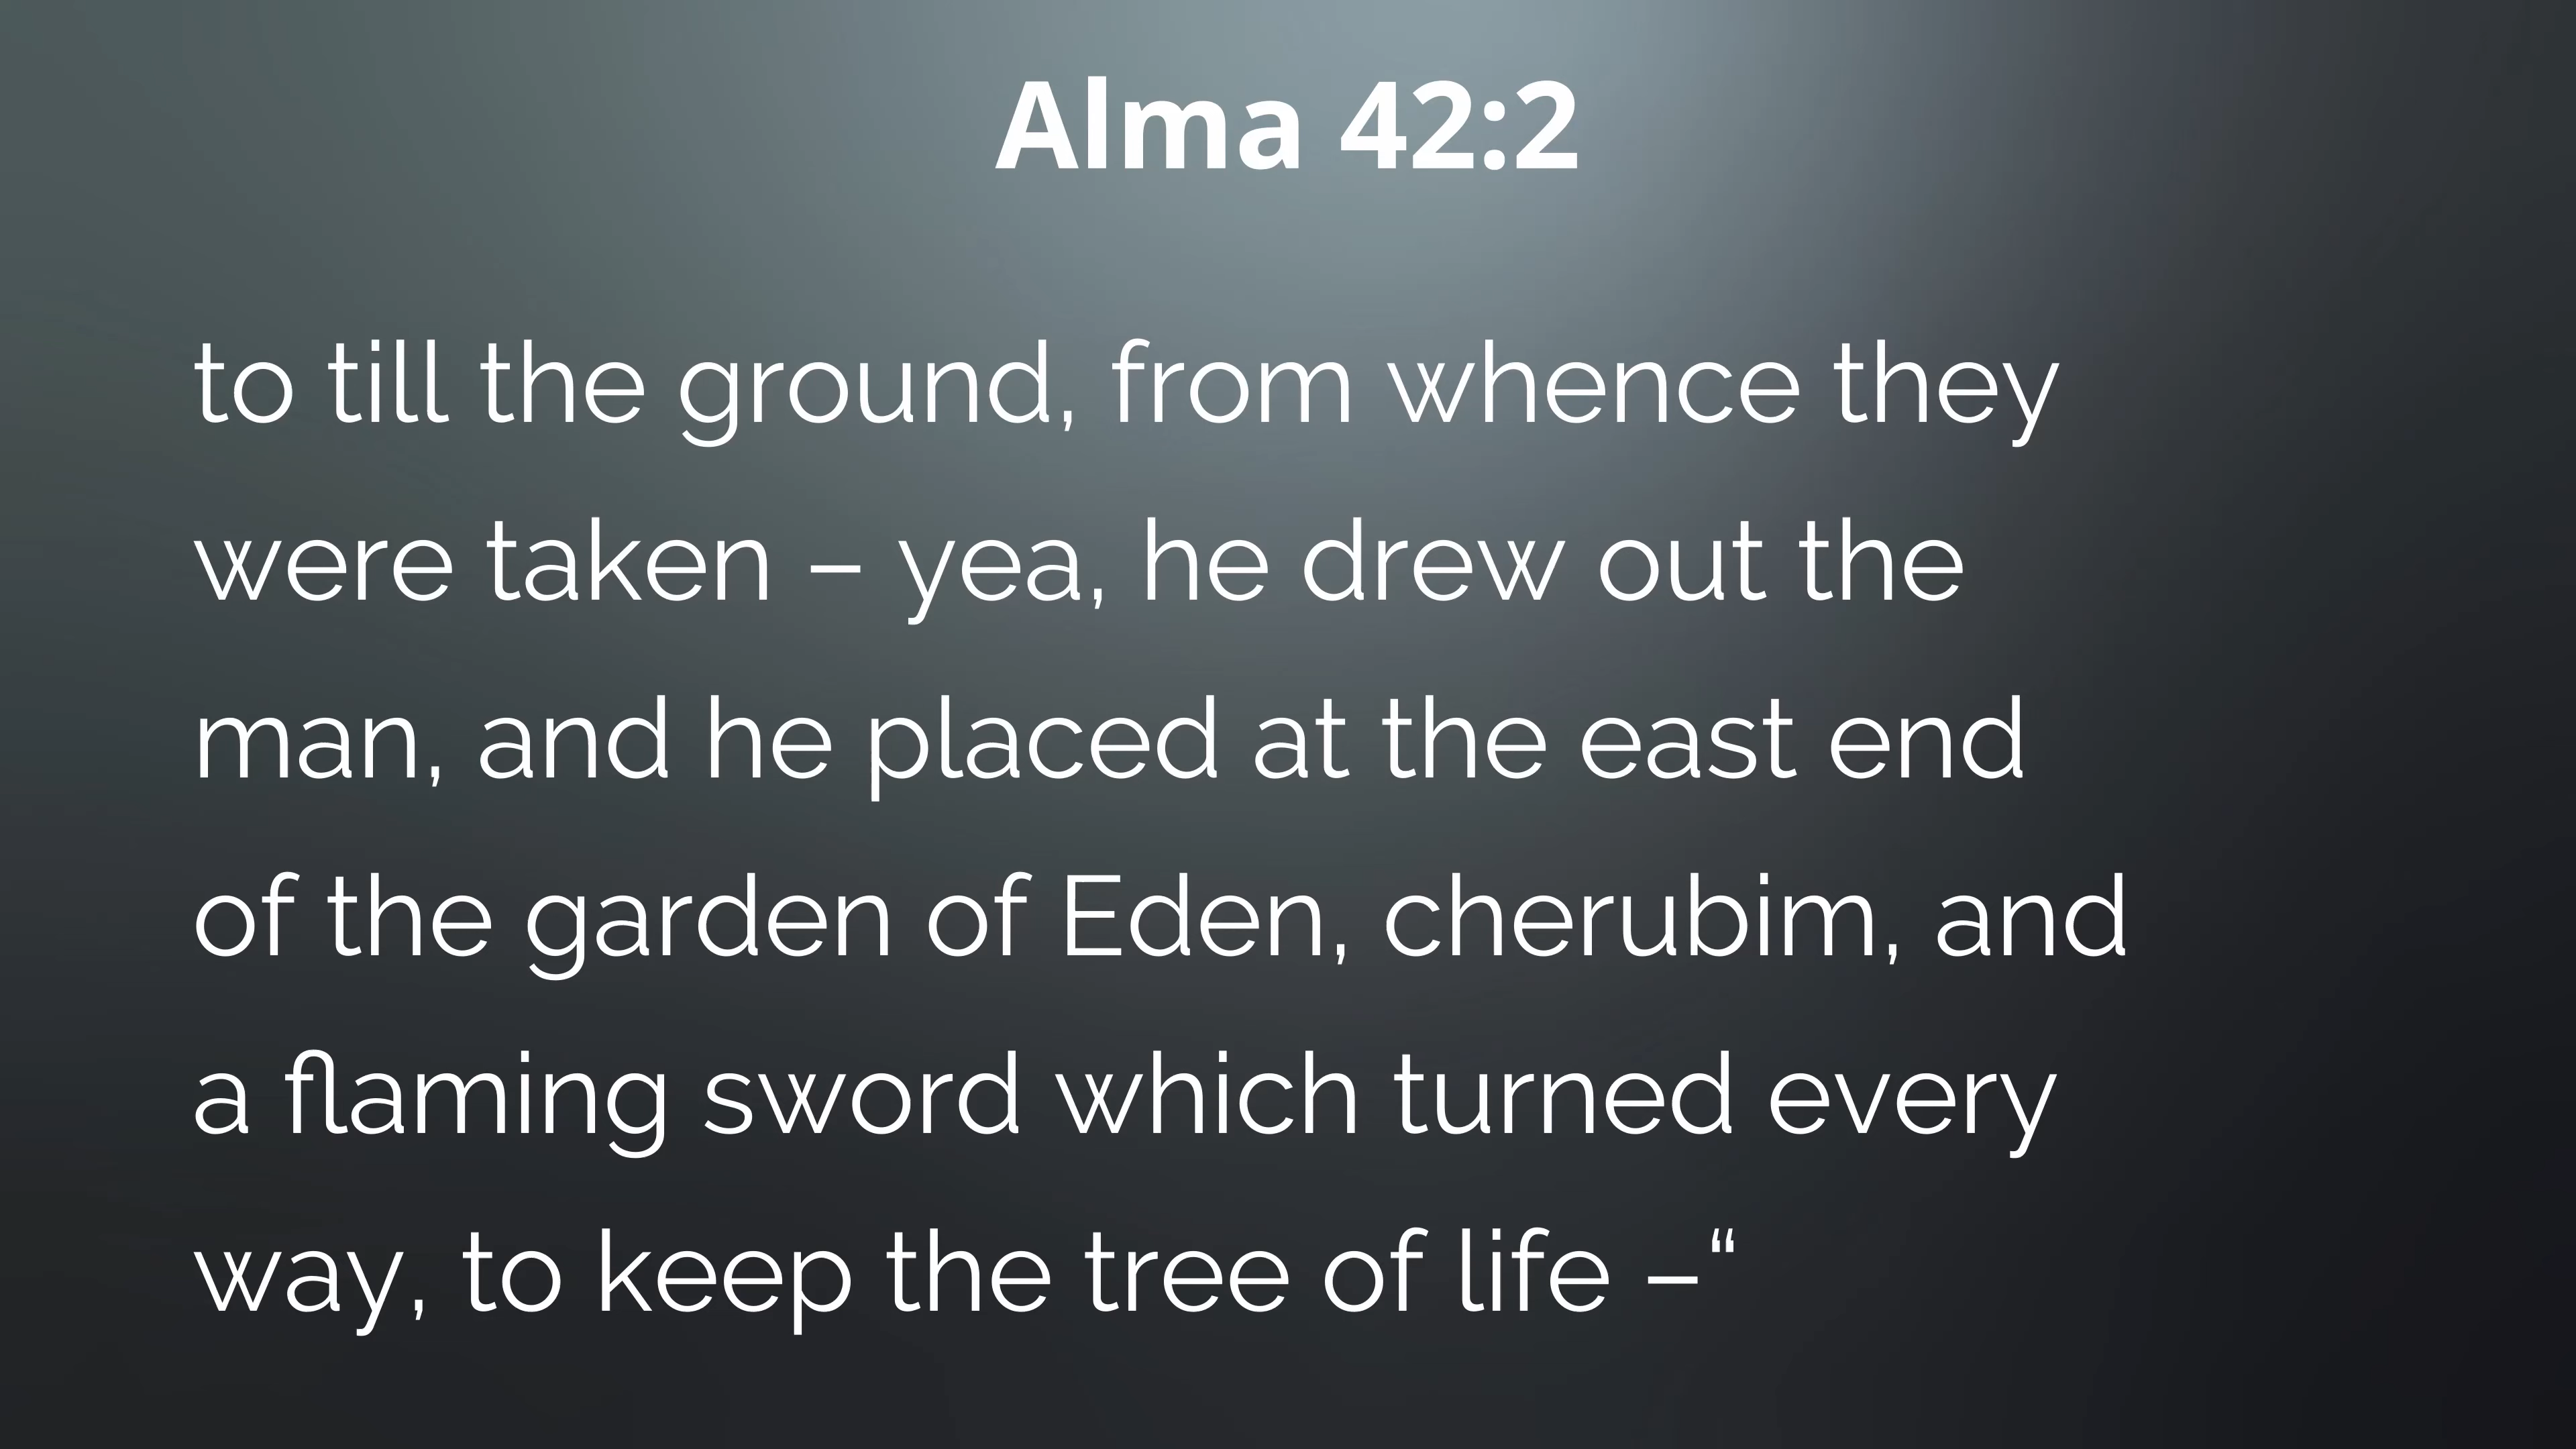 Alma 42:2
to till the ground, from whence they
were taken – yea, he drew out the
man, and he placed at the east end
of the garden of Eden, cherubim, and
a flaming sword which turned every
way, to keep the tree of life –“